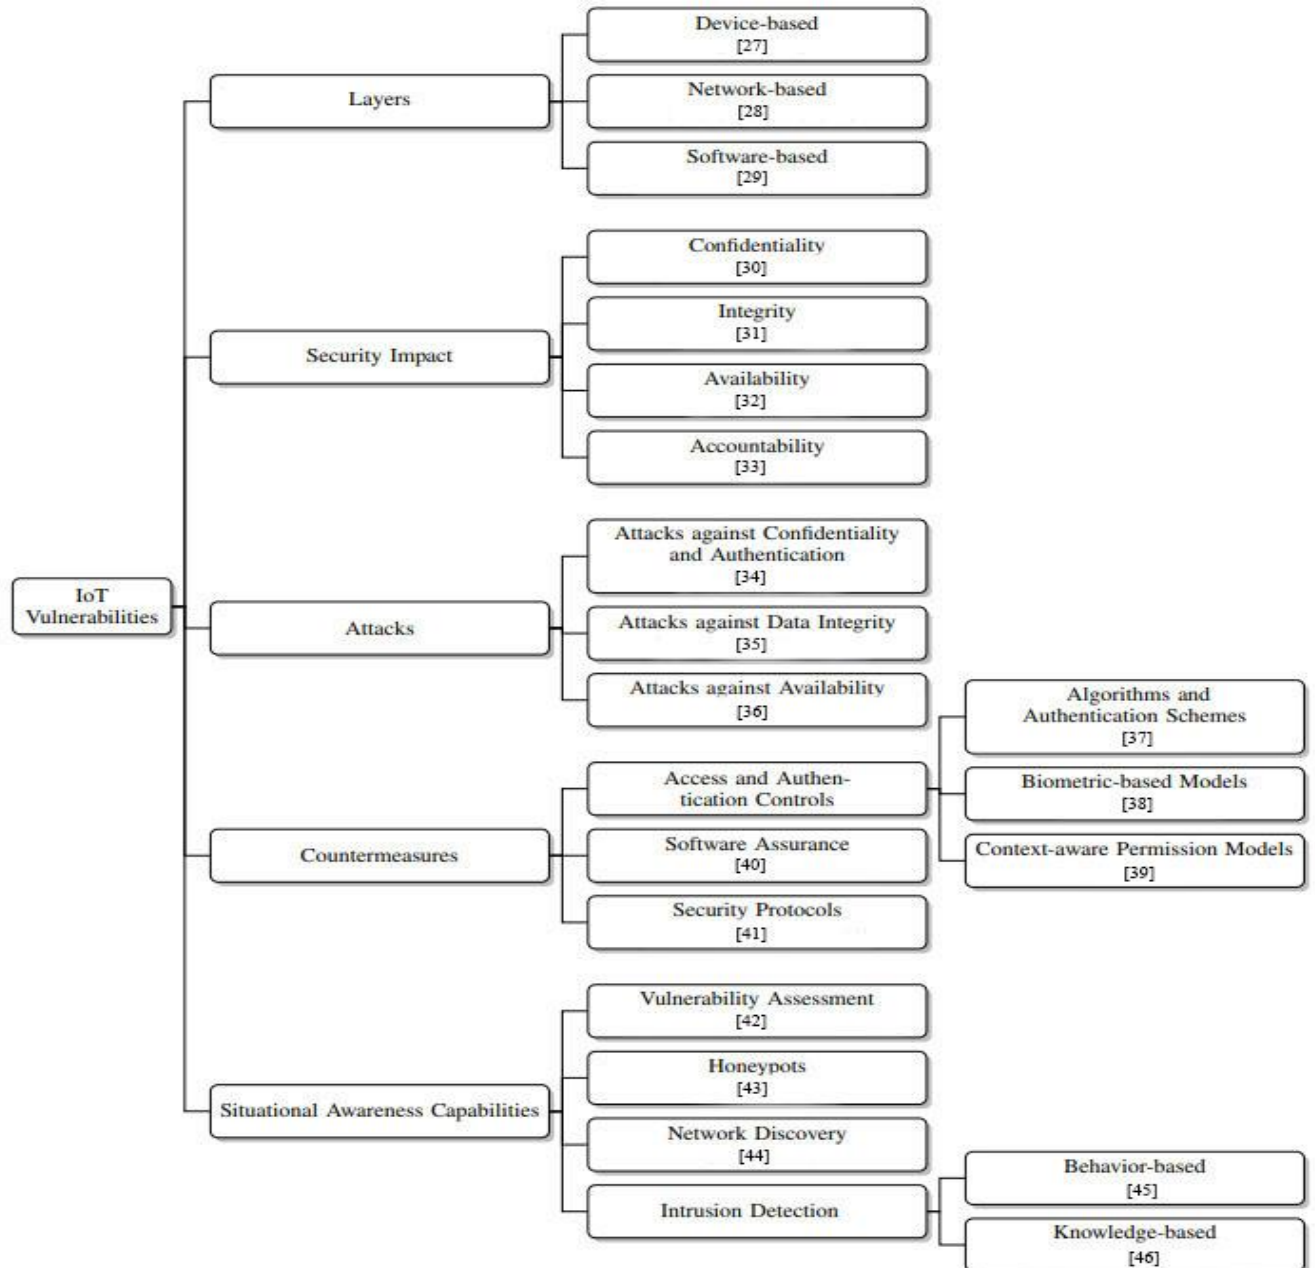 Device-based
[27]
Layers
Network-based
[28]
Software-based
[29]
Confidentiality
[30]
Integrity
[31]
Security Impact
Availability
[32]
Accountability
[33]
Attacks against Confidentiality
and Authentication
[34]
IoT
Vulnerabilities
Attacks
Attacks against Data Integrity
[35]
Attacks against Availability
[36]
Algorithms and
Authentication Schemes
[37]
Access and Authen-
tication Controls
Biometric-based Models
[38]
Countermeasures
Software Assurance
[40]
Context-aware Permission Models
[39]
Security Protocols
[41]
Vulnerability Assessment
[42]
Honeypots
[43]
Situational Awareness Capabilities
Network Discovery
[44]
Behavior-based
[45]
Intrusion Detection
Knowledge-based
[46]